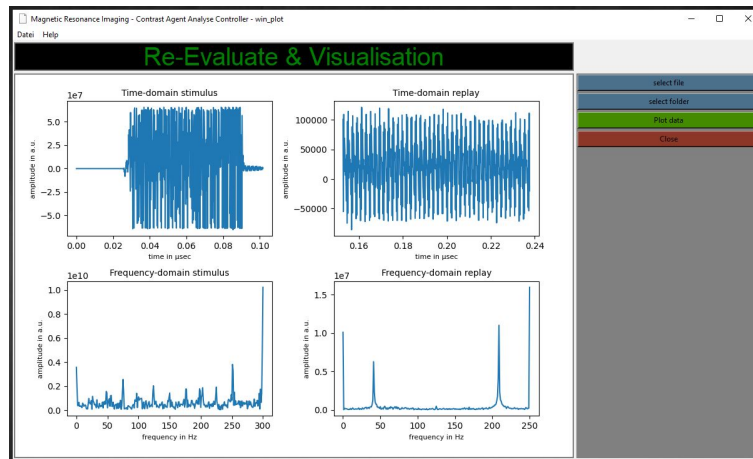 Magnetic Resonance Imaging - Contrast Agent Analyse Controller - win_plot
Datei Help
Re-Evaluate & Visualisation
select file
select folder
Plot data
Close
Time-domain stimulus
1e7
amplitude in a.u.
5.0
2.5
0.0
−2.5
−5.0
0.00 0.02 0.04 0.06 0.08 0.10
time in µsec
Time-domain replay
amplitude in a.u.
100000
50000
0
−50000
0.16 0.18 0.20 0.22 0.24
time in µsec
Frequency-domain stimulus
1e10
amplitude in a.u.
1.0
0.8
0.6
0.4
0.2
0.0
0 50 100 150 200 250 300
frequency in Hz
Frequency-domain replay
1e7
amplitude in a.u.
1.5
1.0
0.5
0.0
0 50 100 150 200 250
frequency in Hz